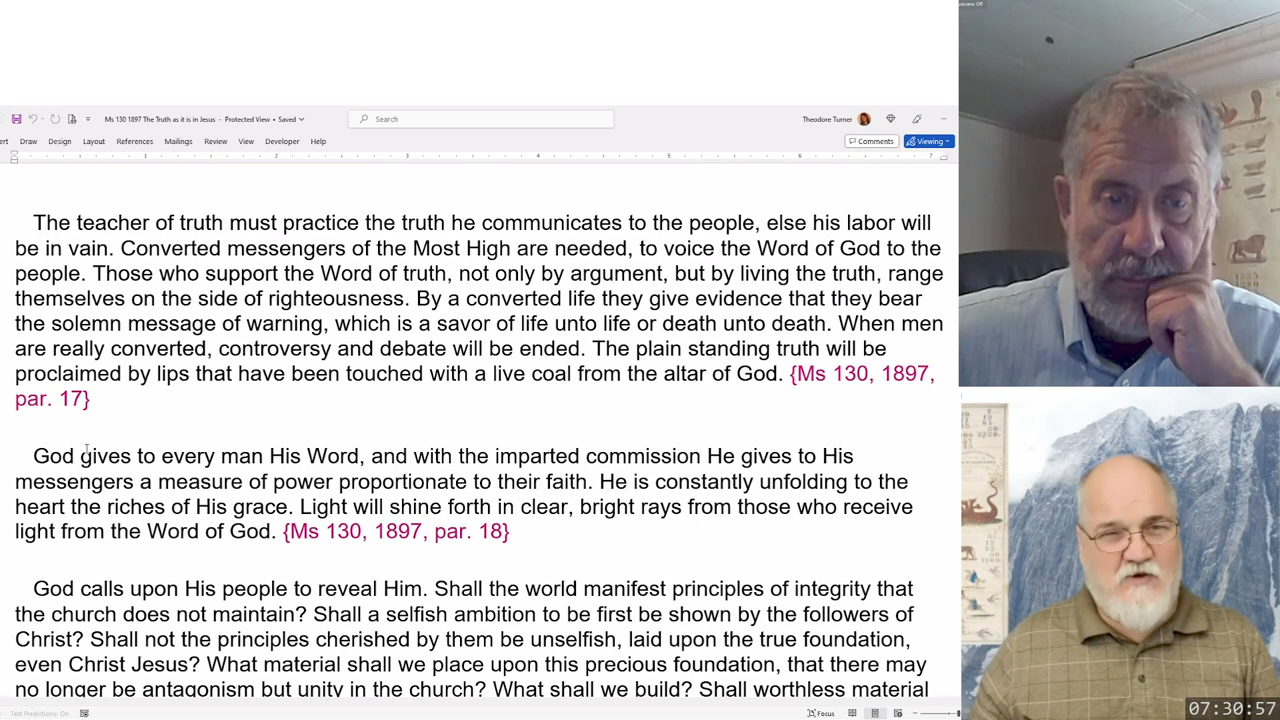 Ms 130 1897 The Truth as it is in Jesus - Protected View • Saved
Search
Theodore Turner
Draw Design Layout References Mailings Review View Developer Help
Comments
Viewing
1 2 3 4 5 6 7
The teacher of truth must practice the truth he communicates to the people, else his labor will
be in vain. Converted messengers of the Most High are needed, to voice the Word of God to the
people. Those who support the Word of truth, not only by argument, but by living the truth, range
themselves on the side of righteousness. By a converted life they give evidence that they bear
the solemn message of warning, which is a savor of life unto life or death unto death. When men
are really converted, controversy and debate will be ended. The plain standing truth will be
proclaimed by lips that have been touched with a live coal from the altar of God. {Ms 130, 1897,
par. 17}
God gives to every man His Word, and with the imparted commission He gives to His
messengers a measure of power proportionate to their faith. He is constantly unfolding to the
heart the riches of His grace. Light will shine forth in clear, bright rays from those who receive
light from the Word of God. {Ms 130, 1897, par. 18}
God calls upon His people to reveal Him. Shall the world manifest principles of integrity that
the church does not maintain? Shall a selfish ambition to be first be shown by the followers of
Christ? Shall not the principles cherished by them be unselfish, laid upon the true foundation,
even Christ Jesus? What material shall we place upon this precious foundation, that there may
no longer be antagonism but unity in the church? What shall we build? Shall worthless material
Text Predictions: On
Focus
07:30:57